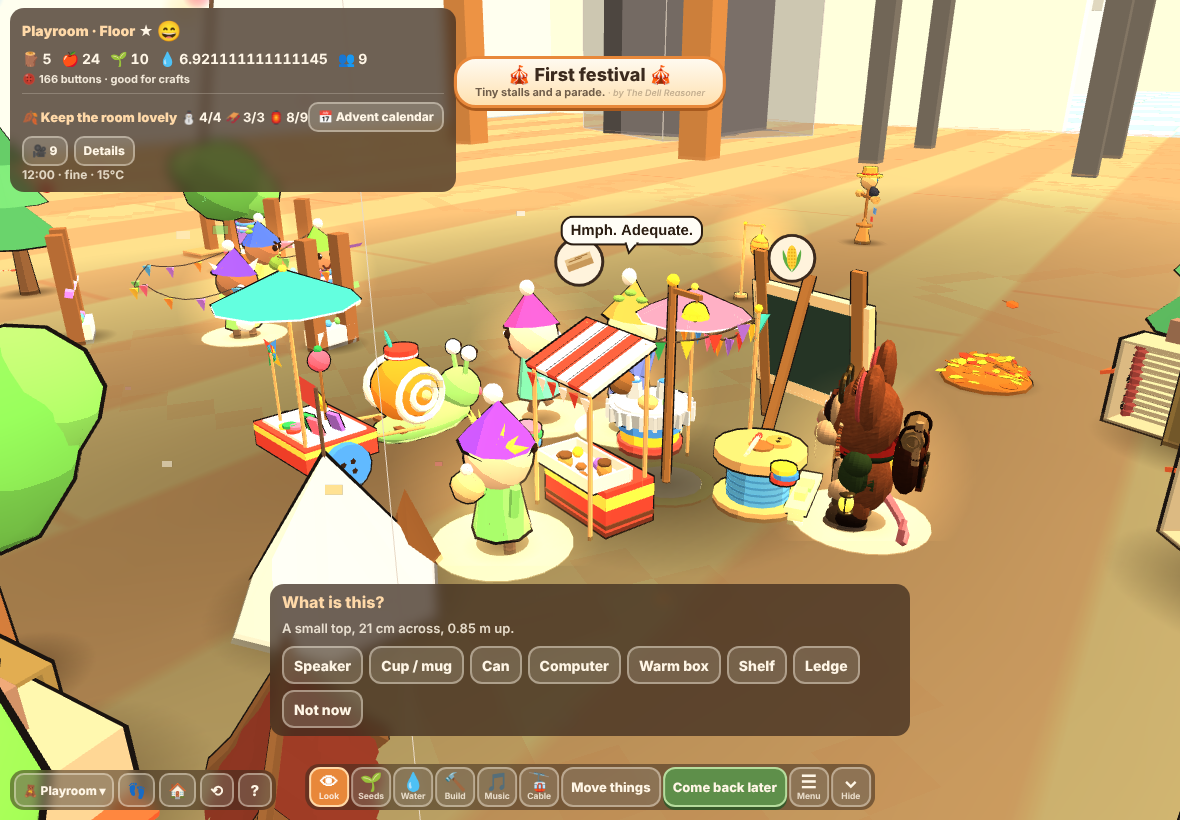 Playroom · Floor ★ 😄
🪵 5 🍎 24 🌱 10 💧 6.921111111111145 👥 9
🐞 166 buttons · good for crafts
🍂 Keep the room lovely ⛄ 4/4 🛷 3/3 🏮 8/9 📅 Advent calendar
🎥 9 Details
12:00 · fine · 15°C
🎪 First festival 🎪
Tiny stalls and a parade. · by The Dell Reasoner
Hmph. Adequate.
What is this?
A small top, 21 cm across, 0.85 m up.
Speaker Cup / mug Can Computer Warm box Shelf Ledge
Not now
🧸 Playroom ▾ 👣 🏠 ⟲ ? Look Seeds Water Build Music Cable Move things Come back later Menu Hide